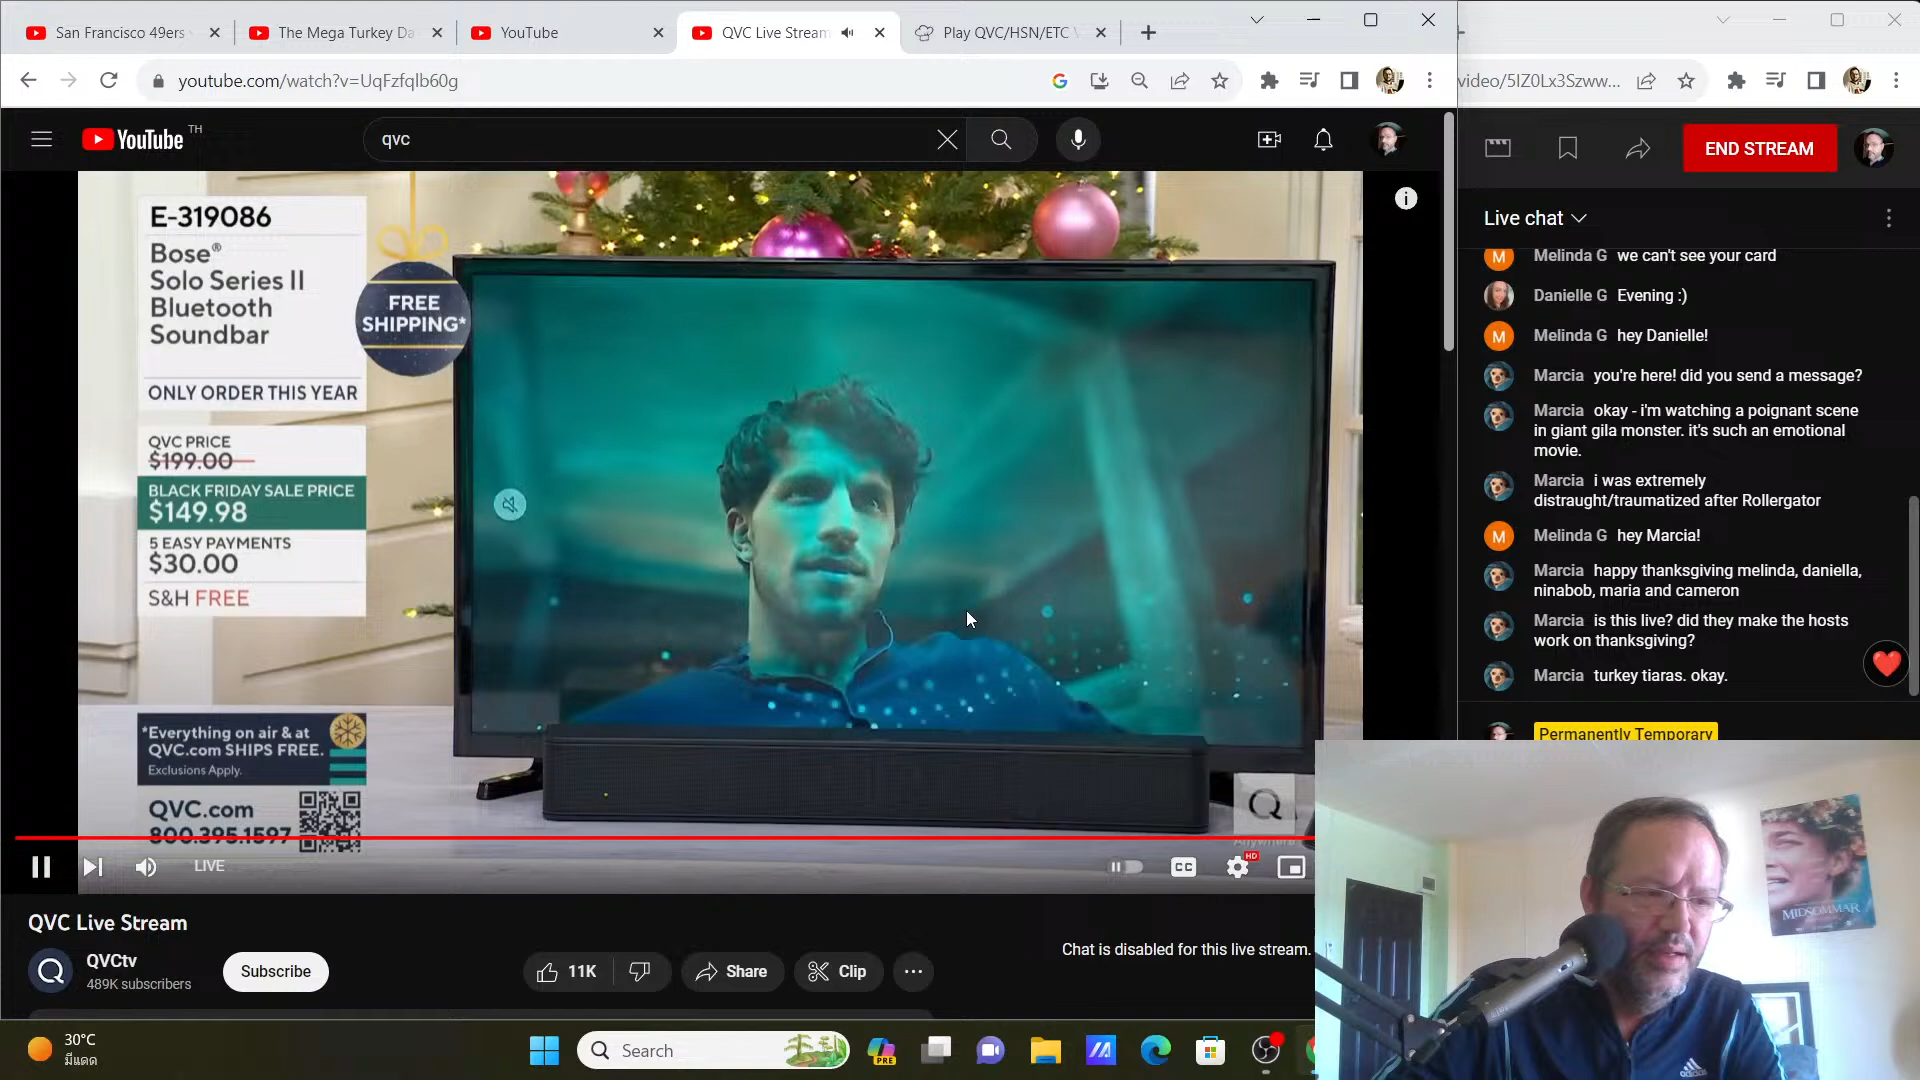 San Francisco 49ers
The Mega Turkey Da
YouTube
QVC Live Stream
Play QVC/HSN/ETC
youtube.com/watch?v=UqFzfqlb60g
video/5IZ0Lx3Szww...
YouTube TH
qvc
END STREAM
Live chat
E-319086
Bose®
Solo Series II
Bluetooth
Soundbar
ONLY ORDER THIS YEAR
FREE
SHIPPING*
QVC PRICE
$199.00
BLACK FRIDAY SALE PRICE
$149.98
5 EASY PAYMENTS
$30.00
S&H FREE
*Everything on air & at
QVC.com SHIPS FREE.
Exclusions Apply.
QVC.com
800.395.1597
Q
LIVE
CC
HD
QVC Live Stream
Q
QVCtv
489K subscribers
Subscribe
11K
Share
Clip
Chat is disabled for this live stream.
M Melinda G we can't see your card
Danielle G Evening :)
M Melinda G hey Danielle!
Marcia you're here! did you send a message?
Marcia okay - i'm watching a poignant scene
in giant gila monster. it's such an emotional
movie.
Marcia i was extremely
distraught/traumatized after Rollergator
M Melinda G hey Marcia!
Marcia happy thanksgiving melinda, daniella,
ninabob, maria and cameron
Marcia is this live? did they make the hosts
work on thanksgiving?
Marcia turkey tiaras. okay.
Permanently Temporary
MIDSOMMAR
adidas
30°C
มีแดด
Search
PRE